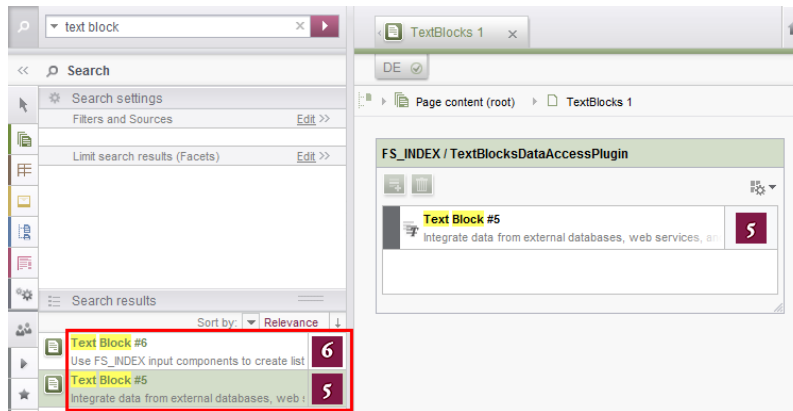 text block
Search
Search settings
Filters and Sources Edit >>
Limit search results (Facets) Edit >>
Search results
Sort by: Relevance
Text Block #6
Use FS_INDEX input components to create list
6
Text Block #5
Integrate data from external databases, web
5
TextBlocks 1
DE
Page content (root) TextBlocks 1
FS_INDEX / TextBlocksDataAccessPlugin
Text Block #5
Integrate data from external databases, web services, an
5